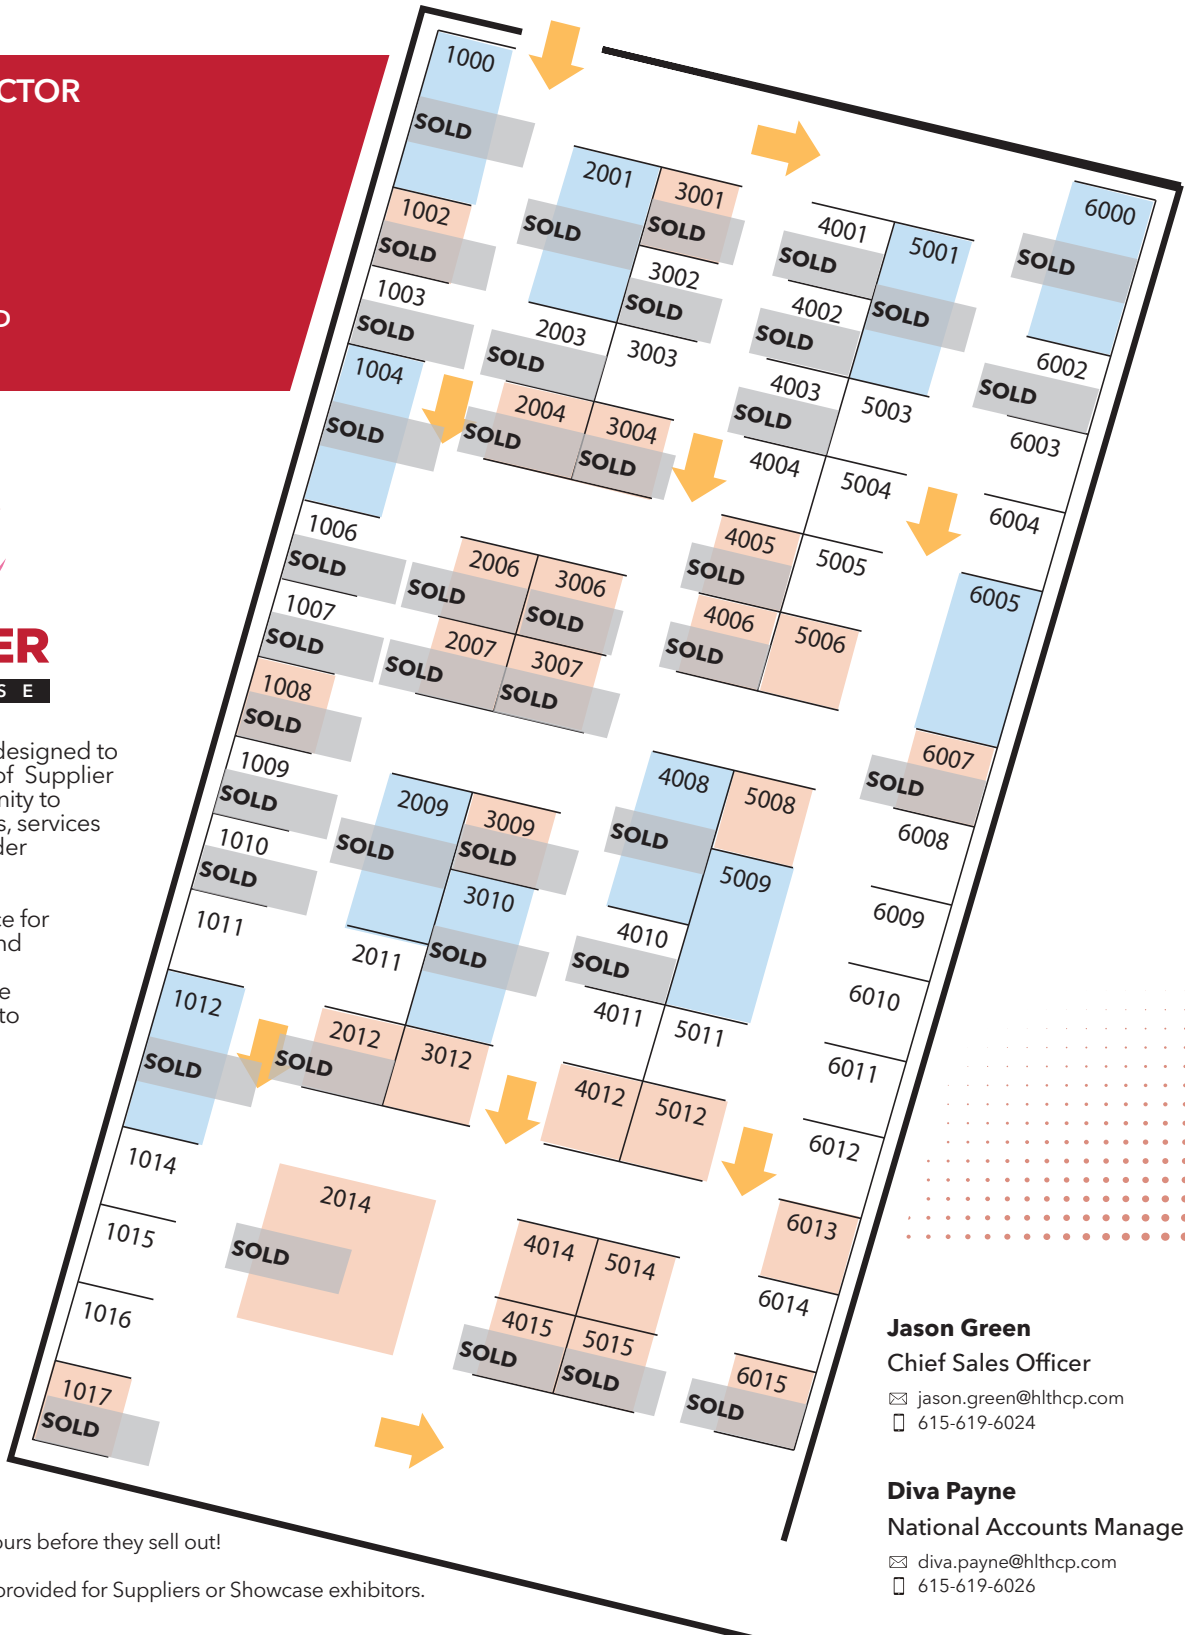 CTOR
D
ER
S E
designed to
of Supplier
nity to
s, services
der
ce for
nd
e
to
1000
SOLD
1002
SOLD
1003
SOLD
1004
SOLD
1006
SOLD
1007
SOLD
1008
SOLD
1009
SOLD
1010
SOLD
1011
1012
SOLD
1014
1015
1016
1017
SOLD
2001
SOLD
2003
SOLD
2004
SOLD
2006
SOLD
2007
SOLD
2009
SOLD
2011
2012
SOLD
2014
SOLD
3001
SOLD
3002
SOLD
3003
3004
SOLD
3006
SOLD
3007
SOLD
3009
SOLD
3010
SOLD
3012
4001
SOLD
4002
SOLD
4003
SOLD
4004
4005
SOLD
4006
SOLD
4008
SOLD
4010
SOLD
4011
4012
4014
4015
SOLD
5001
SOLD
5003
5004
5005
5006
5008
5009
5011
5012
5014
5015
SOLD
6000
SOLD
6002
SOLD
6003
6004
6005
6007
SOLD
6008
6009
6010
6011
6012
6013
6014
6015
SOLD
Jason Green
Chief Sales Officer
jason.green@hlthcp.com
615-619-6024
Diva Payne
National Accounts Manage
diva.payne@hlthcp.com
615-619-6026
ours before they sell out!
provided for Suppliers or Showcase exhibitors.